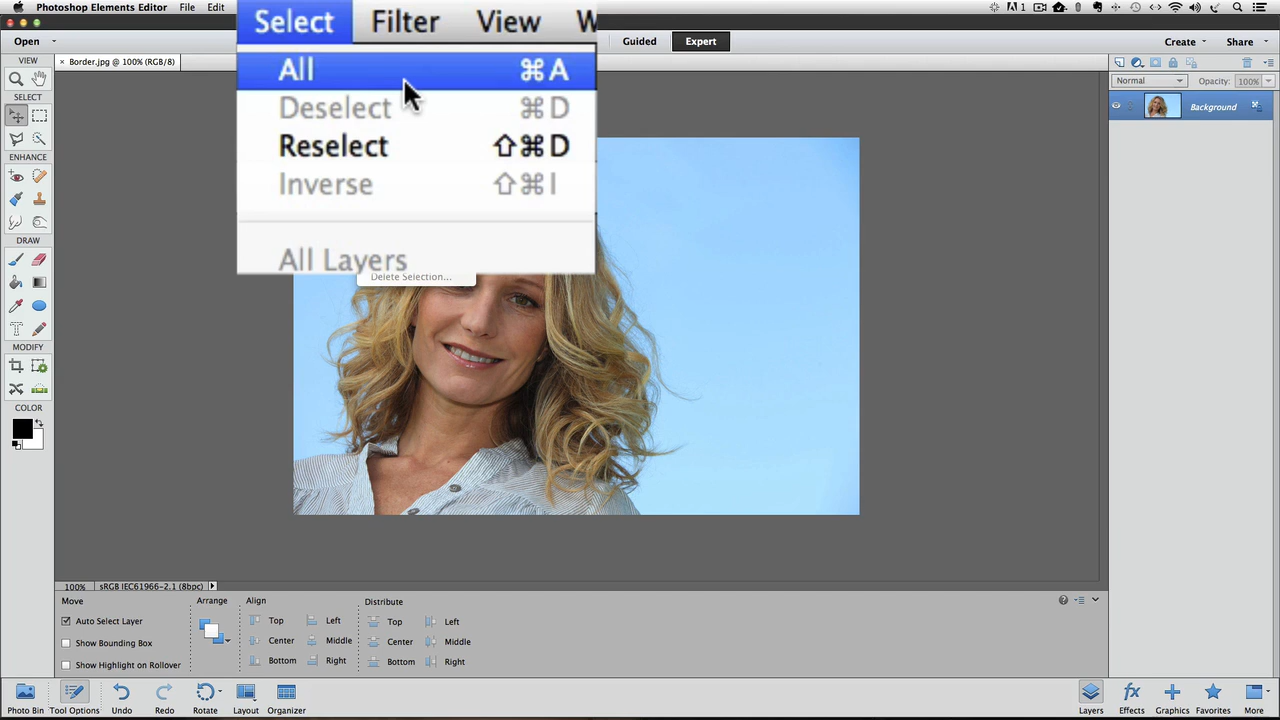 Photoshop Elements Editor File Edit Select Filter View W
1
Open Guided Expert Create Share
VIEW
× Border.jpg @ 100% (RGB/8)
All ⌘A
Deselect ⌘D
Reselect ⇧⌘D
Inverse ⇧⌘I
All Layers
Delete Selection...
Normal Opacity: 100%
Background
SELECT
ENHANCE
DRAW
MODIFY
COLOR
100% sRGB IEC61966-2.1 (8bpc)
Move Arrange Align Distribute
Auto Select Layer Top Left Top Left
Show Bounding Box Center Middle Center Middle
Show Highlight on Rollover Bottom Right Bottom Right
Photo Bin Tool Options Undo Redo Rotate Layout Organizer Layers Effects Graphics Favorites More